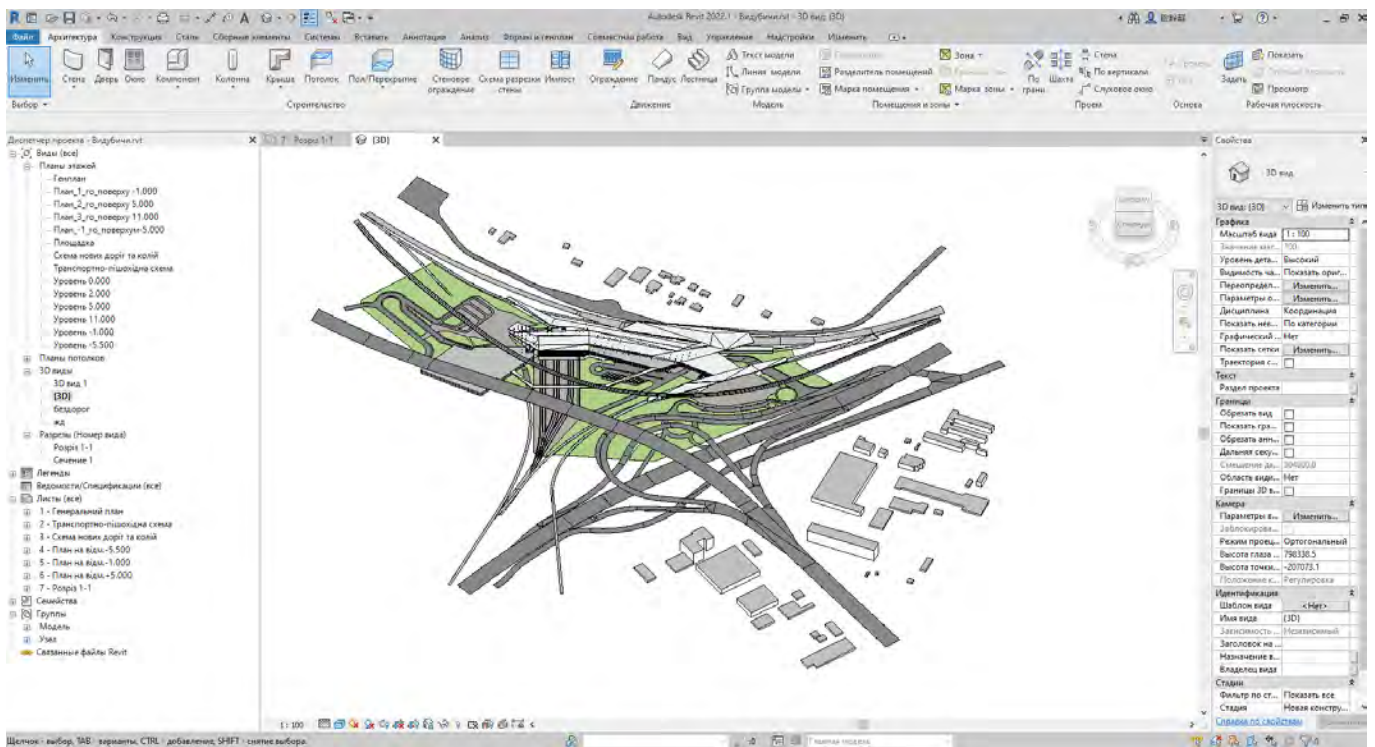 Autodesk Revit 2022.1 - Видубичи.rvt - 3D вид: {3D}
Файл Архитектура Конструкция Сталь Сборные элементы Системы Вставить Аннотации Анализ Формы и генплан Совместная работа Вид Управление Надстройки Изменить
Изменить Стена Дверь Окно Компонент Колонна Крыша Потолок Пол/Перекрытие Стеновое ограждение Схема разрезки стены Импост Ограждение Пандус Лестница
Текст модели
Линия модели
Группа модели
Разделитель помещений
Марка помещения
Зона
Марка зоны
По грани
Шахта
Стена
По вертикали
Слуховое окно
Задать
Показать
Просмотр
Выбор Строительство Движение Модель Помещения и зоны Проем Основа Рабочая плоскость
Диспетчер проекта - Видубичи.rvt
7 - Розріз 1-1 {3D}
Виды (все)
Планы этажей
Генплан
План_1_го_поверху -1.000
План_2_го_поверху 5.000
План_3_го_поверху 11.000
План_-1_го_поверхуи-5.000
Площадка
Схема нових доріг та колій
Транспортно-пішохідна схема
Уровень 0.000
Уровень 2.000
Уровень 5.000
Уровень 11.000
Уровень -1.000
Уровень -5.500
Планы потолков
3D виды
3D вид 1
{3D}
бездорог
жд
Разрезы (Номер вида)
Розріз 1-1
Сечение 1
Легенды
Ведомости/Спецификации (все)
Листы (все)
1 - Генеральний план
2 - Транспортно-пішохідна схема
3 - Схема нових доріг та колій
4 - План на відм.-5.500
5 - План на відм.-1.000
6 - План на відм.+5.000
7 - Розріз 1-1
Семейства
Группы
Модель
Узел
Связанные файлы Revit
Свойства
3D вид
3D вид: {3D} Изменить тип
Графика
Масштаб вида 1 : 100
100
Уровень дета... Высокий
Видимость ча... Показать ориг...
Переопредел... Изменить...
Параметры о... Изменить...
Дисциплина Координация
Показать нев... По категории
Графический ... Нет
Показать сетки Изменить...
Траектория с...
Текст
Раздел проекта
Границы
Обрезать вид
Показать гра...
Обрезать анн...
Дальняя секу...
Смещение да... 304800.0
Область види... Нет
Границы 3D в...
Камера
Параметры в... Изменить...
Заблокирова...
Режим проец... Ортогональный
Высота глаза ... 798338.5
Высота точки... -207073.1
Положение к... Регулировка
Идентификация
Шаблон вида <Нет>
Имя вида {3D}
Зависимость ... Независимый
Заголовок на ...
Назначение в...
Владелец вида
Стадии
Фильтр по ст... Показать все
Стадия Новая констру...
Справка по свойствам
1 : 100
Щелчок - выбор, TAB - варианты, CTRL - добавление, SHIFT - снятие выбора.
Главная модель